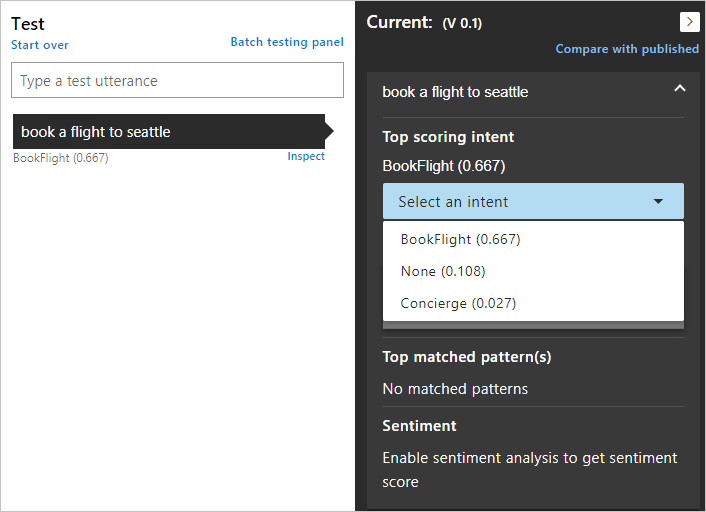 Test
Start over
Batch testing panel
Type a test utterance
book a flight to seattle
BookFlight (0.667)
Inspect
Current: (V 0.1)
Compare with published
book a flight to seattle
Top scoring intent
BookFlight (0.667)
Select an intent
BookFlight (0.667)
None (0.108)
Concierge (0.027)
Top matched pattern(s)
No matched patterns
Sentiment
Enable sentiment analysis to get sentiment
score